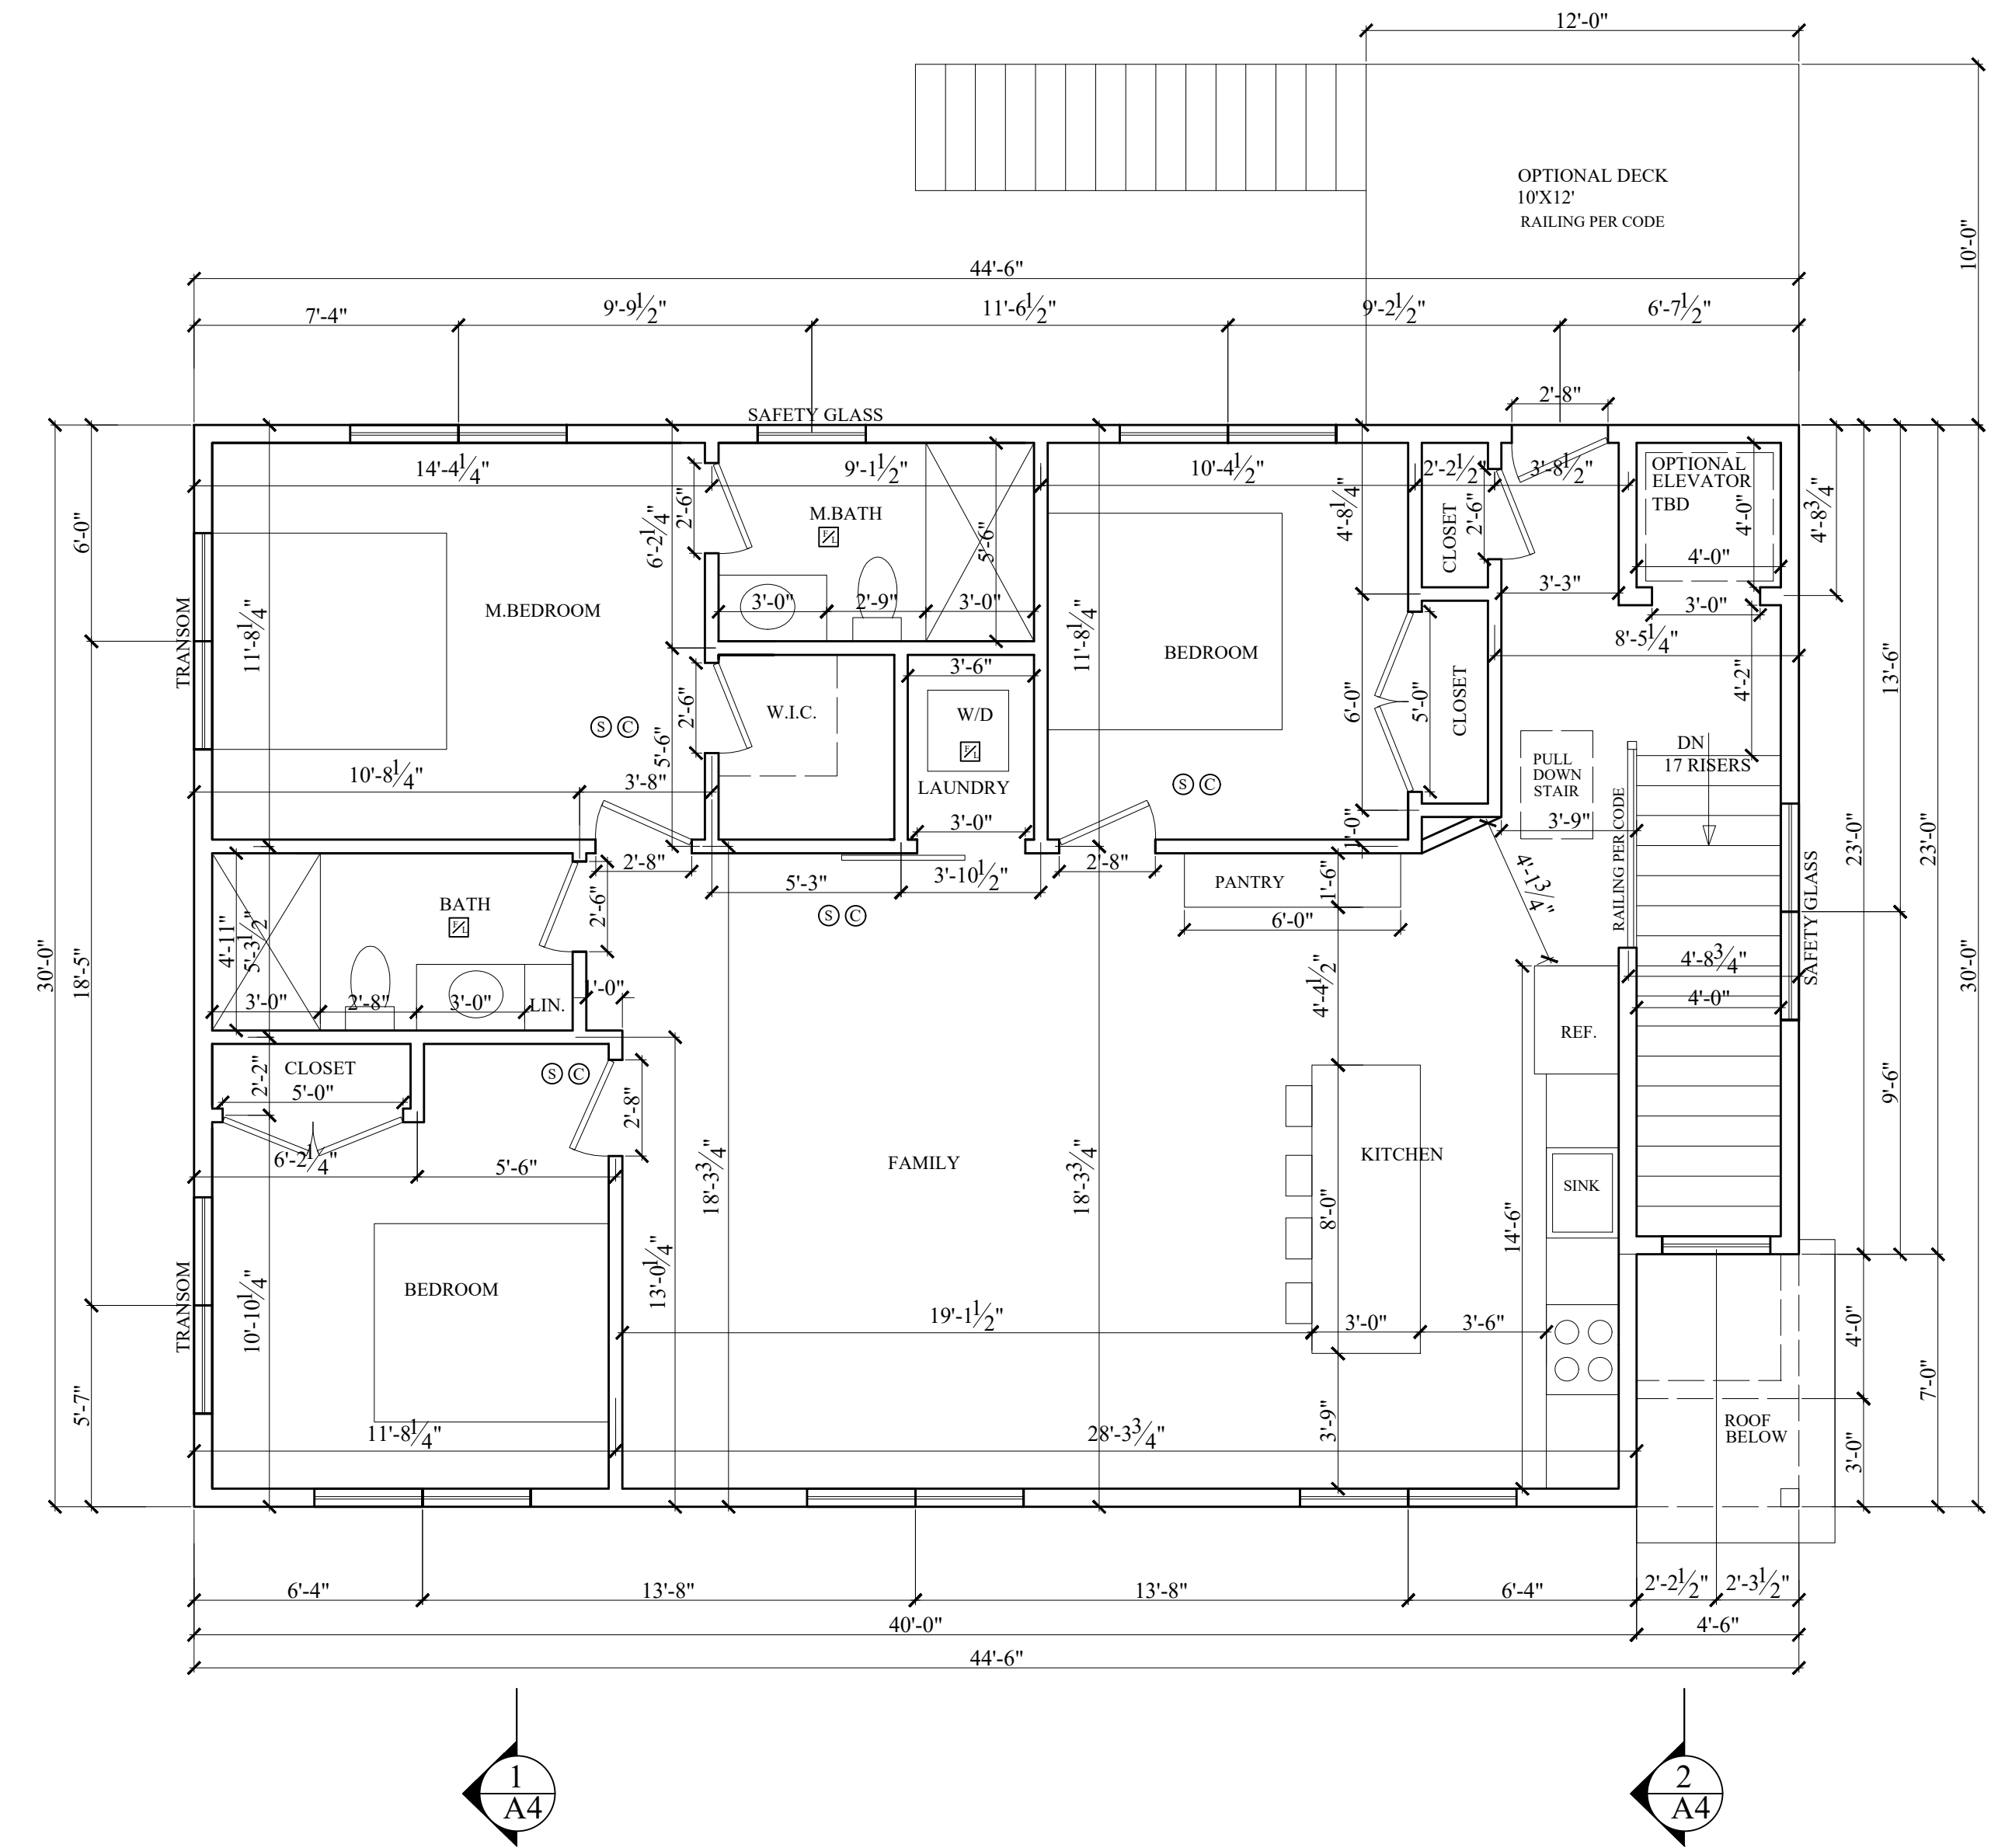 12'-0"
OPTIONAL DECK
10'X12'
RAILING PER CODE
10'-0"
44'-6"
7'-4"
9'-9 1/2"
11'-6 1/2"
9'-2 1/2"
6'-7 1/2"
2'-8"
SAFETY GLASS
14'-4 1/4"
9'-1 1/2"
10'-4 1/2"
2'-2 1/2"
3'-8 1/2"
OPTIONAL
ELEVATOR
TBD
4'-0"
4'-8 3/4"
4'-0"
3'-3"
3'-0"
8'-5 1/4"
4'-2"
6'-0"
TRANSOM
11'-8 1/4"
M.BEDROOM
6'-2 1/4"
2'-6"
M.BATH
F/L
5'-6"
3'-0"
2'-9"
3'-0"
11'-8 1/4"
BEDROOM
4'-8 1/4"
CLOSET
2'-6"
6'-0"
5'-0"
CLOSET
13'-6"
S C
2'-6"
5'-6"
W.I.C.
3'-6"
W/D
F/L
LAUNDRY
3'-0"
S C
PULL
DOWN
STAIR
DN
17 RISERS
RAILING PER CODE
3'-9"
10'-8 1/4"
3'-8"
2'-8"
5'-3"
3'-10 1/2"
2'-8"
1'-0"
1'-6"
PANTRY
6'-0"
4'-1 3/4"
SAFETY GLASS
23'-0"
23'-0"
30'-0"
30'-0"
18'-5"
4'-11"
5'-3 1/2"
BATH
F/L
2'-6"
S C
3'-0"
2'-8"
3'-0"
LIN.
1'-0"
4'-4 1/2"
4'-8 3/4"
4'-0"
REF.
9'-6"
CLOSET
5'-0"
2'-2"
S C
2'-8"
6'-2 1/4"
5'-6"
18'-3 3/4"
FAMILY
18'-3 3/4"
KITCHEN
SINK
8'-0"
14'-6"
TRANSOM
10'-10 1/4"
BEDROOM
13'-0 1/4"
19'-1 1/2"
3'-0"
3'-6"
4'-0"
7'-0"
5'-7"
11'-8 1/4"
28'-3 3/4"
3'-9"
ROOF
BELOW
3'-0"
6'-4"
13'-8"
13'-8"
6'-4"
2'-2 1/2"
2'-3 1/2"
40'-0"
4'-6"
44'-6"
1
A4
2
A4